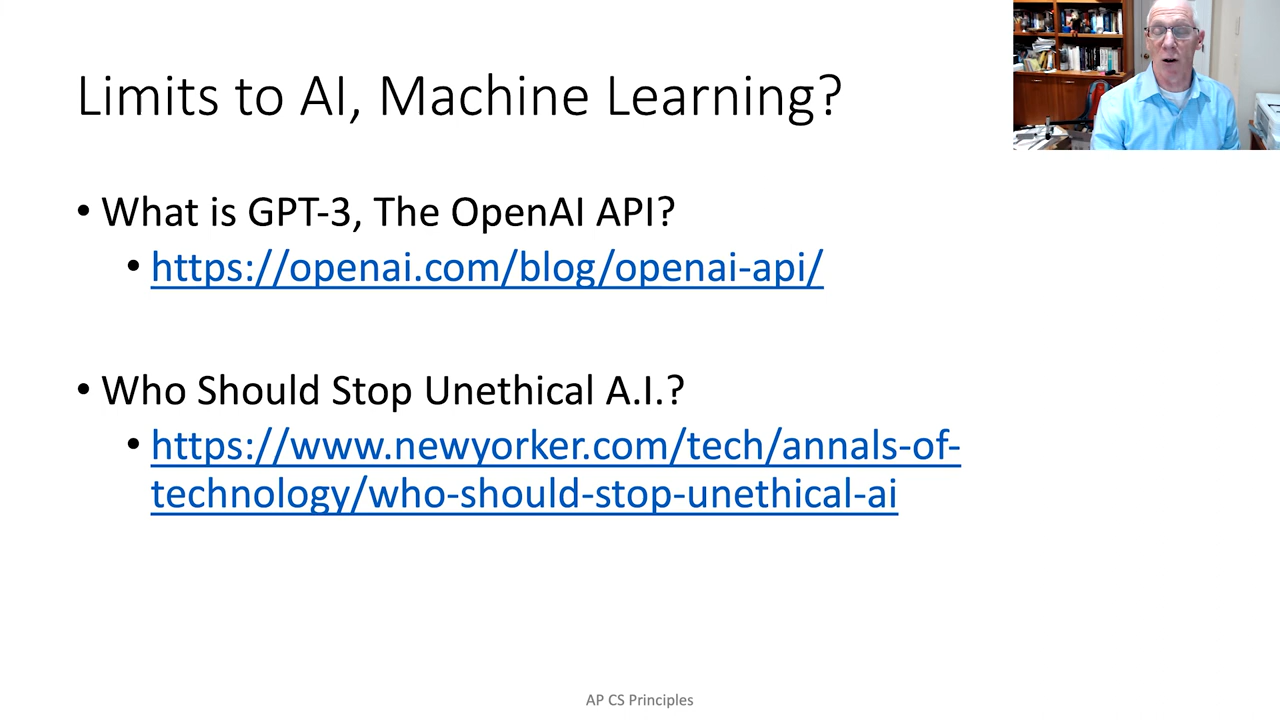 Limits to AI, Machine Learning?
• What is GPT-3, The OpenAI API?
• https://openai.com/blog/openai-api/
• Who Should Stop Unethical A.I.?
• https://www.newyorker.com/tech/annals-of-
technology/who-should-stop-unethical-ai
AP CS Principles